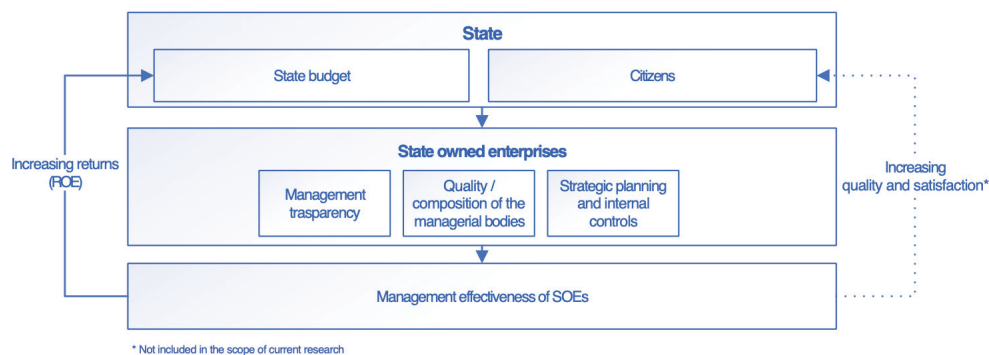 State
State budget
Citizens
State owned enterprises
Increasing returns
(ROE)
Management
trasparency
Quality /
composition of the
managerial bodies
Strategic planning
and internal
controls
Increasing
quality and satisfaction*
Management effectiveness of SOEs
* Not included in the scope of current research